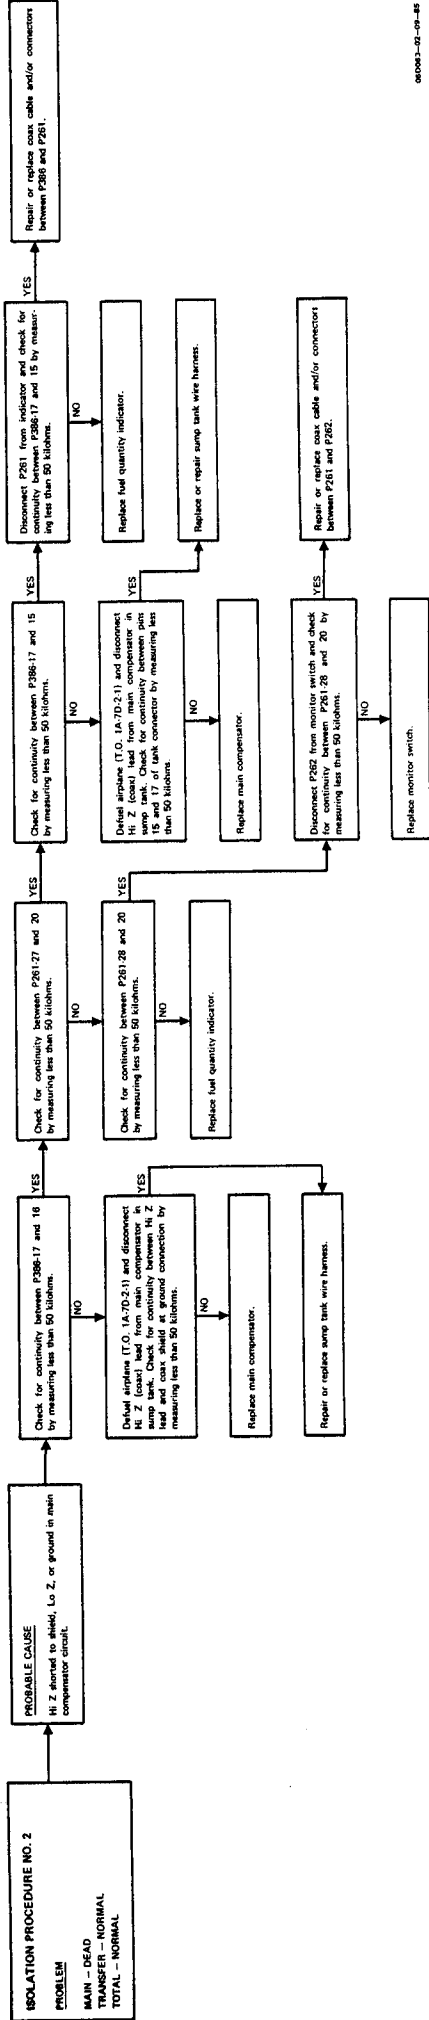 ISOLATION PROCEDURE NO. 2
PROBLEM
MAIN – DEAD
TRANSFER – NORMAL
TOTAL – NORMAL
PROBABLE CAUSE
Hi Z shorted to shield, Lo Z, or ground in main
compensator circuit.
Check for continuity between P386-17 and 16
by measuring less than 50 kilohms.
YES
NO
Defuel airplane (T.O. 1A-7D-2-1) and disconnect
Hi Z (coax) lead from main compensator in
sump tank. Check for continuity between Hi Z
lead and coax shield at ground connection by
measuring less than 50 kilohms.
YES
NO
Replace main compensator.
Repair or replace sump tank wire harness.
Check for continuity between P261-27 and 20
by measuring less than 50 kilohms.
YES
NO
Check for continuity between P261-28 and 20
by measuring less than 50 kilohms.
YES
NO
Replace fuel quantity indicator.
Check for continuity between P386-17 and 15
by measuring less than 50 kilohms.
YES
NO
Defuel airplane (T.O. 1A-7D-2-1) and disconnect
Hi Z (coax) lead from main compensator in
sump tank. Check for continuity between pins
15 and 17 of tank connector by measuring less
than 50 kilohms.
YES
NO
Replace main compensator.
Disconnect P262 from monitor switch and check
for continuity between P261-28 and 20 by
measuring less than 50 kilohms.
YES
NO
Replace monitor switch.
Disconnect P261 from indicator and check for
continuity between P386-17 and 15 by measur-
ing less than 50 kilohms.
YES
NO
Replace fuel quantity indicator.
Replace or repair sump tank wire harness.
Repair or replace coax cable and/or connectors
between P261 and P262.
Repair or replace coax cable and/or connectors
between P386 and P261.
06D063-02-09-85